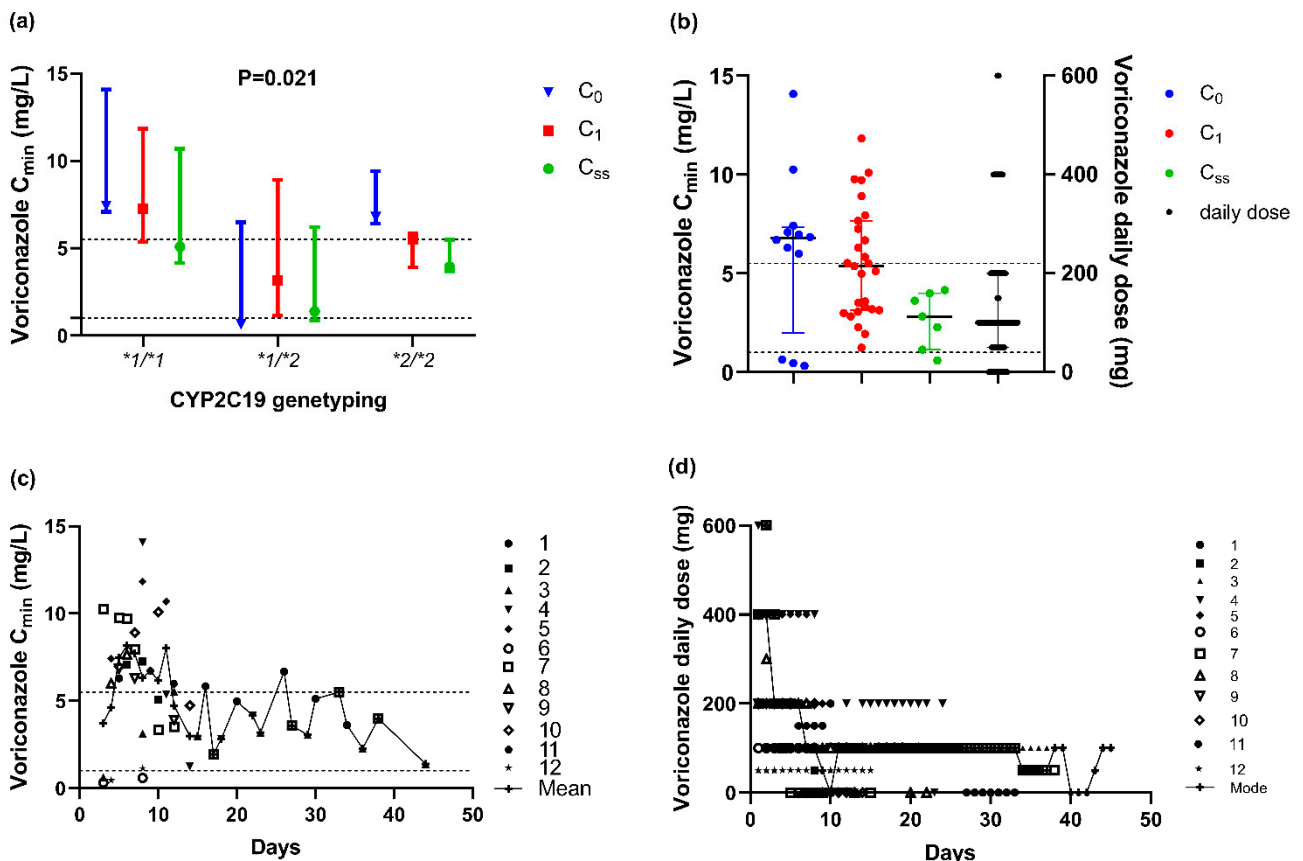 (a)
P=0.021
Voriconazole Cmin (mg/L)
15
10
5
0
*1/*1
*1/*2
*2/*2
CYP2C19 genetyping
C0
C1
Css
(b)
Voriconazole Cmin (mg/L)
15
10
5
0
600
400
200
0
Voriconazole daily dose (mg)
C0
C1
Css
daily dose
(c)
Voriconazole Cmin (mg/L)
15
10
5
0
0
10
20
30
40
50
Days
1
2
3
4
5
6
7
8
9
10
11
12
Mean
(d)
Voriconazole daily dose (mg)
600
400
200
0
0
10
20
30
40
50
Days
1
2
3
4
5
6
7
8
9
10
11
12
Mode